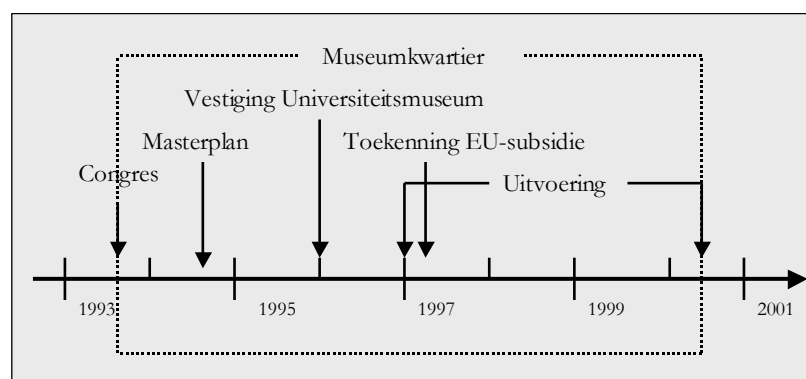 Museumkwartier
Vestiging Universiteitsmuseum
Masterplan
Toekenning EU-subsidie
Congres
Uitvoering
1993
1995
1997
1999
2001